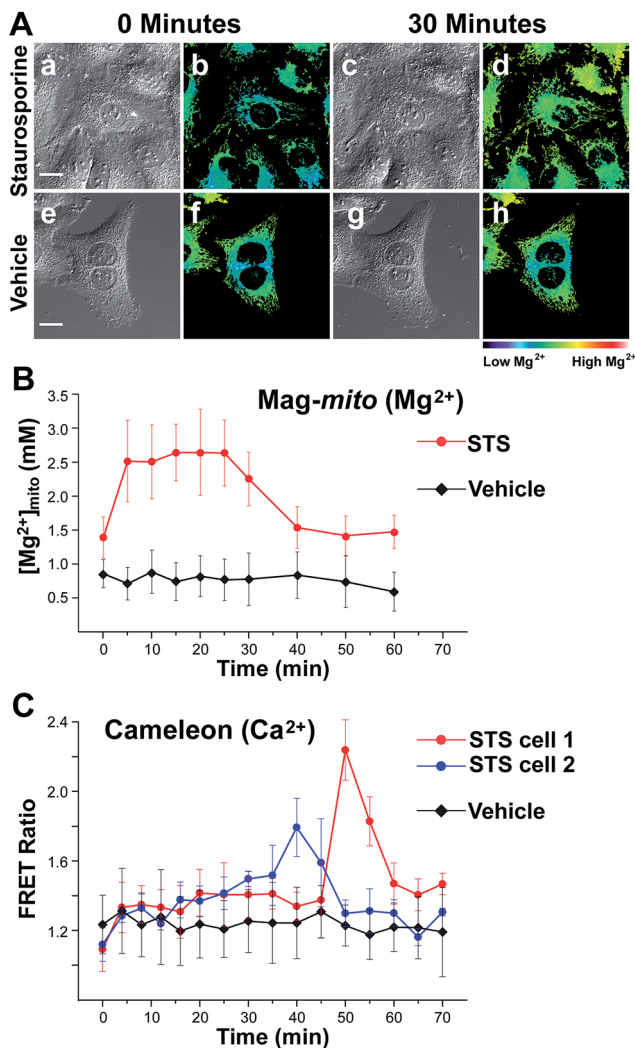 A
0 Minutes
30 Minutes
Staurosporine
a
b
c
d
Vehicle
e
f
g
h
Low Mg²⁺
High Mg²⁺
B
Mag-mito (Mg²⁺)
STS
Vehicle
[Mg²⁺]mito (mM)
3.5
3.0
2.5
2.0
1.5
1.0
0.5
0 10 20 30 40 50 60 70
Time (min)
C
Cameleon (Ca²⁺)
STS cell 1
STS cell 2
Vehicle
FRET Ratio
2.4
2.0
1.6
1.2
0 10 20 30 40 50 60 70
Time (min)